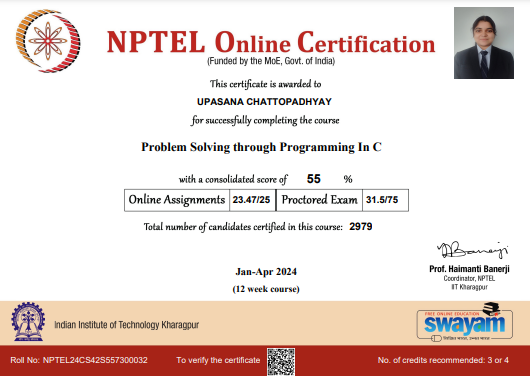 NPTEL Online Certification
(Funded by the MoE, Govt. of India)
This certificate is awarded to
UPASANA CHATTOPADHYAY
for successfully completing the course
Problem Solving through Programming In C
with a consolidated score of 55 %
Online Assignments 23.47/25 Proctored Exam 31.5/75
Total number of candidates certified in this course: 2979
Prof. Haimanti Banerji
Coordinator, NPTEL
IIT Kharagpur
Jan-Apr 2024
(12 week course)
Indian Institute of Technology Kharagpur
FREE ONLINE EDUCATION
swayam
Roll No: NPTEL24CS42S557300032 To verify the certificate No. of credits recommended: 3 or 4